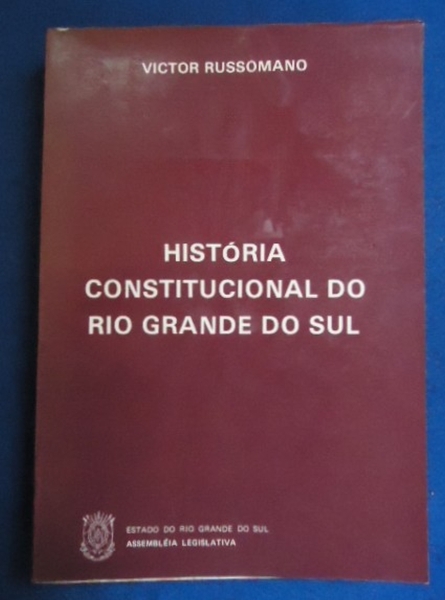 VICTOR RUSSOMANO
HISTÓRIA
CONSTITUCIONAL DO
RIO GRANDE DO SUL
ESTADO DO RIO GRANDE DO SUL
ASSEMBLÉIA LEGISLATIVA